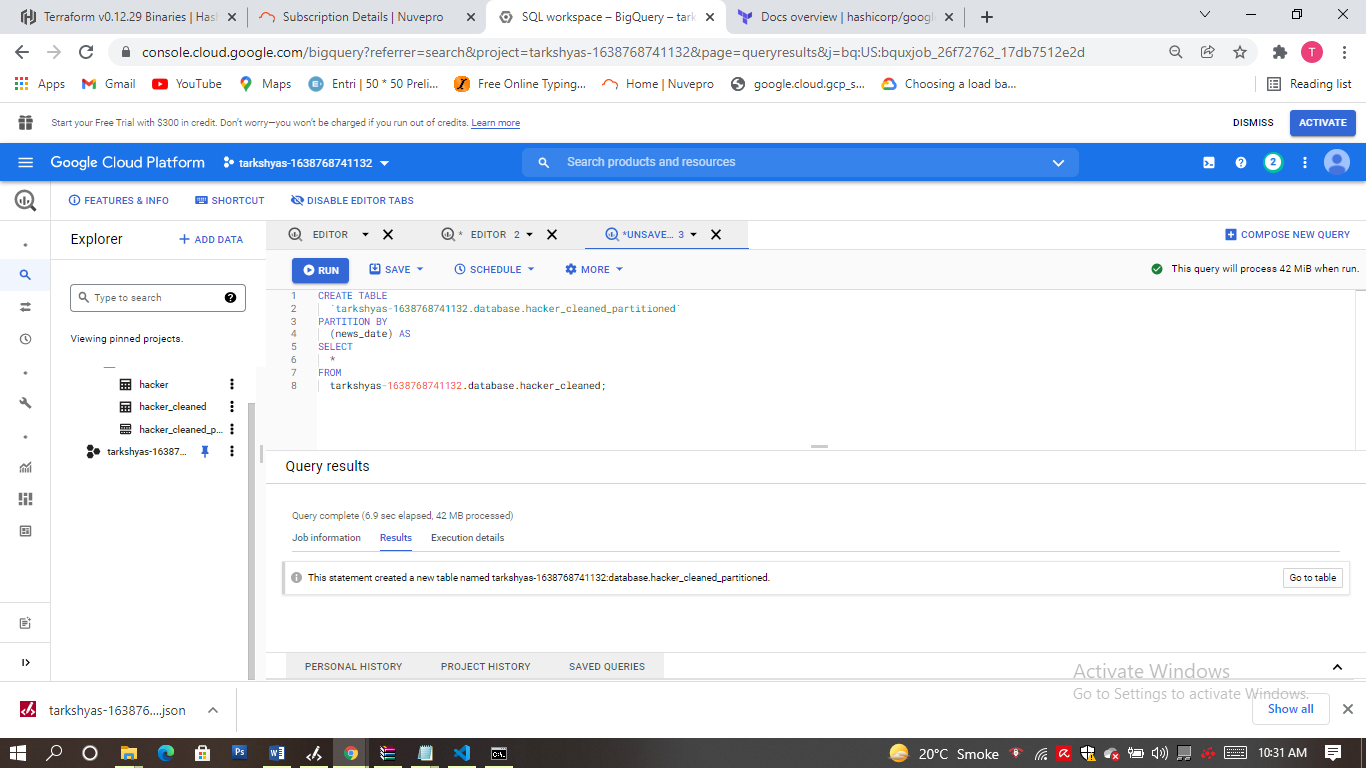 Terraform v0.12.29 Binaries | Has
Subscription Details | Nuvepro
SQL workspace – BigQuery – tark
Docs overview | hashicorp/googl
console.cloud.google.com/bigquery?referrer=search&project=tarkshyas-1638768741132&page=queryresults&j=bq:US:bquxjob_26f72762_17db7512e2d
T
Apps
Gmail
YouTube
Maps
Entri | 50 * 50 Preli...
Free Online Typing...
Home | Nuvepro
google.cloud.gcp_s...
Choosing a load ba...
Reading list
Start your Free Trial with $300 in credit. Don't worry—you won't be charged if you run out of credits. Learn more
DISMISS
ACTIVATE
Google Cloud Platform
tarkshyas-1638768741132
Search products and resources
2
FEATURES & INFO
SHORTCUT
DISABLE EDITOR TABS
Explorer
+ ADD DATA
EDITOR
* EDITOR 2
*UNSAVE... 3
COMPOSE NEW QUERY
RUN
SAVE
SCHEDULE
MORE
This query will process 42 MiB when run.
Type to search
Viewing pinned projects.
hacker
hacker_cleaned
hacker_cleaned_p...
tarkshyas-16387...
1 CREATE TABLE
2 `tarkshyas-1638768741132.database.hacker_cleaned_partitioned`
3 PARTITION BY
4 (news_date) AS
5 SELECT
6 *
7 FROM
8 tarkshyas-1638768741132.database.hacker_cleaned;
Query results
Query complete (6.9 sec elapsed, 42 MB processed)
Job information
Results
Execution details
This statement created a new table named tarkshyas-1638768741132:database.hacker_cleaned_partitioned.
Go to table
PERSONAL HISTORY
PROJECT HISTORY
SAVED QUERIES
Activate Windows
Go to Settings to activate Windows.
tarkshyas-163876....json
Show all
20°C Smoke
10:31 AM